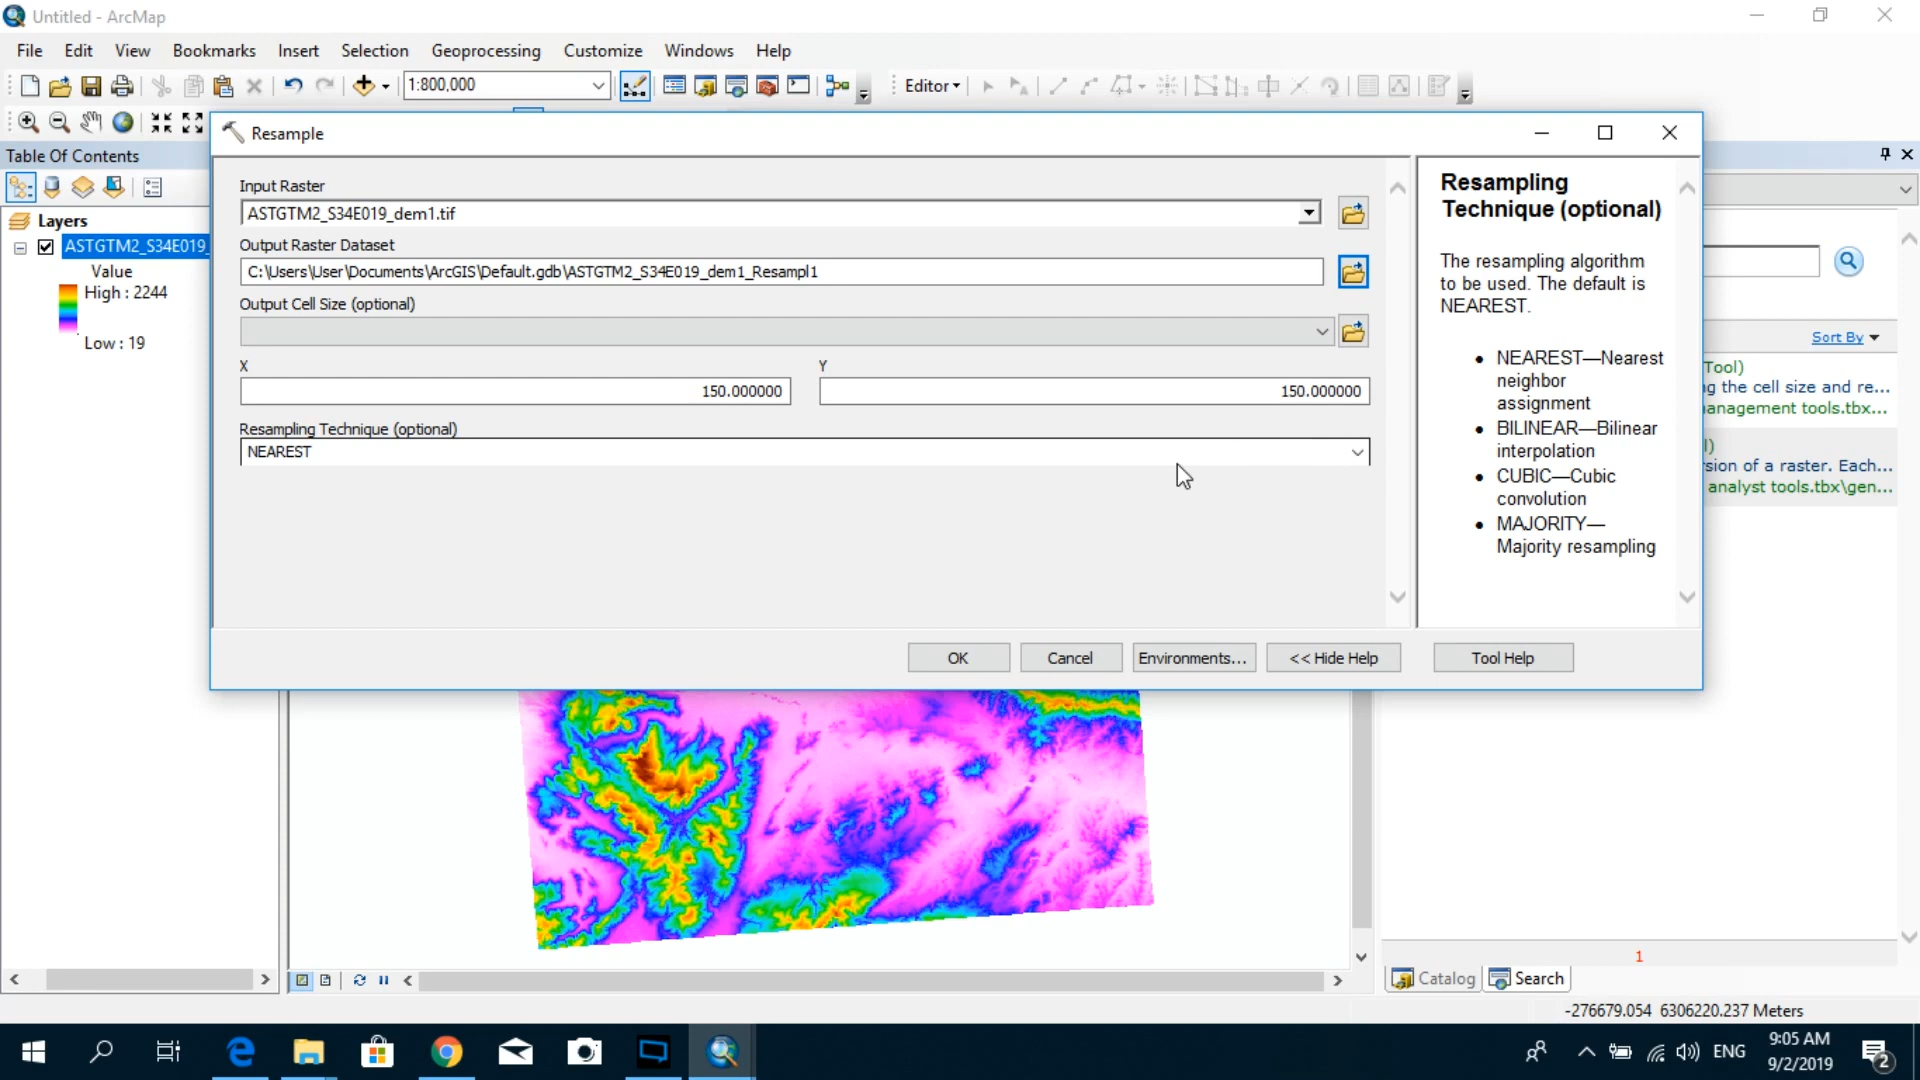 Untitled - ArcMap
File Edit View Bookmarks Insert Selection Geoprocessing Customize Windows Help
1:800,000
Editor
Resample
Table Of Contents
Layers
ASTGTM2_S34E019_
Value
High : 2244
Low : 19
Input Raster
ASTGTM2_S34E019_dem1.tif
Output Raster Dataset
C:\Users\User\Documents\ArcGIS\Default.gdb\ASTGTM2_S34E019_dem1_Resampl1
Output Cell Size (optional)
X Y
150.000000 150.000000
Resampling Technique (optional)
NEAREST
OK Cancel Environments... << Hide Help Tool Help
Resampling
Technique (optional)
The resampling algorithm
to be used. The default is
NEAREST.
• NEAREST—Nearest
neighbor
assignment
• BILINEAR—Bilinear
interpolation
• CUBIC—Cubic
convolution
• MAJORITY—
Majority resampling
Sort By
Tool)
g the cell size and re...
anagement tools.tbx...
l)
sion of a raster. Each...
analyst tools.tbx\gen...
1
Catalog Search
-276679.054 6306220.237 Meters
ENG
9:05 AM
9/2/2019
2